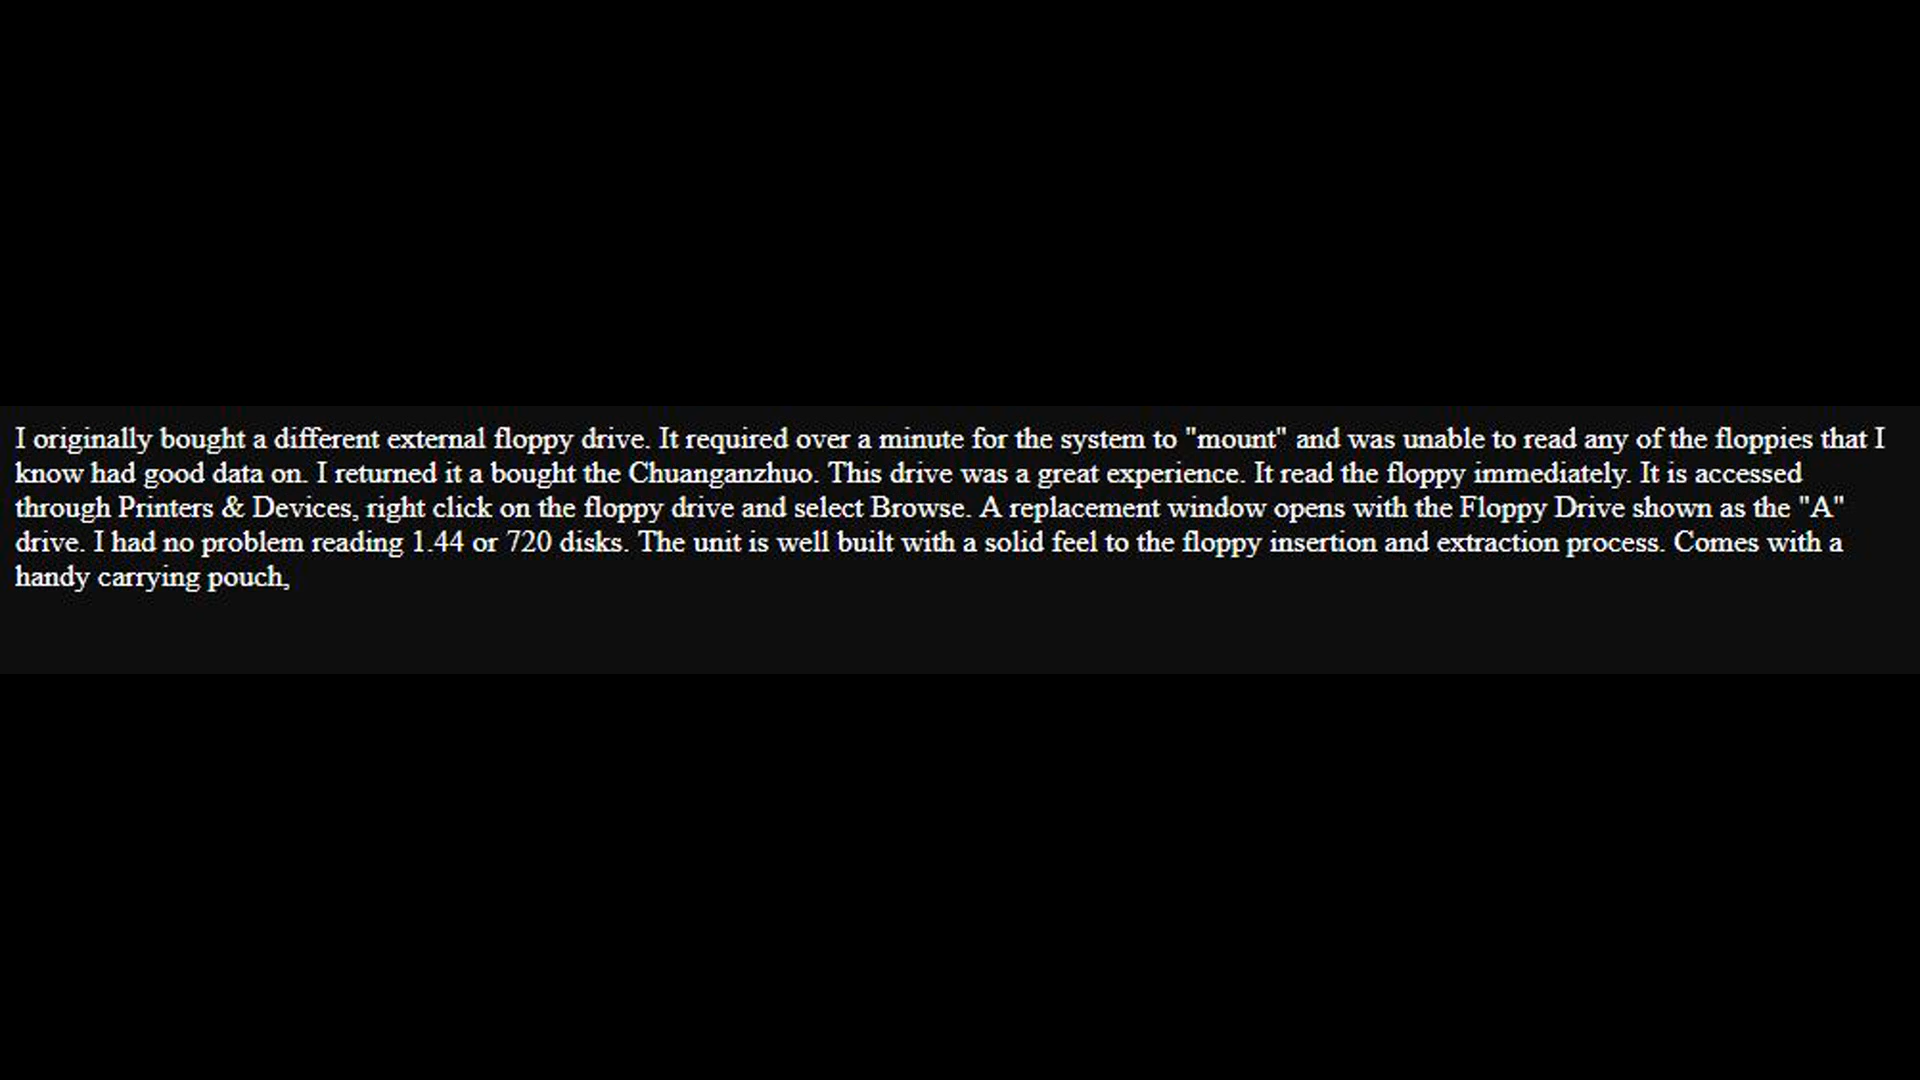 I originally bought a different external floppy drive. It required over a minute for the system to "mount" and was unable to read any of the floppies that I
know had good data on. I returned it a bought the Chuanganzhuo. This drive was a great experience. It read the floppy immediately. It is accessed
through Printers & Devices, right click on the floppy drive and select Browse. A replacement window opens with the Floppy Drive shown as the "A"
drive. I had no problem reading 1.44 or 720 disks. The unit is well built with a solid feel to the floppy insertion and extraction process. Comes with a
handy carrying pouch,